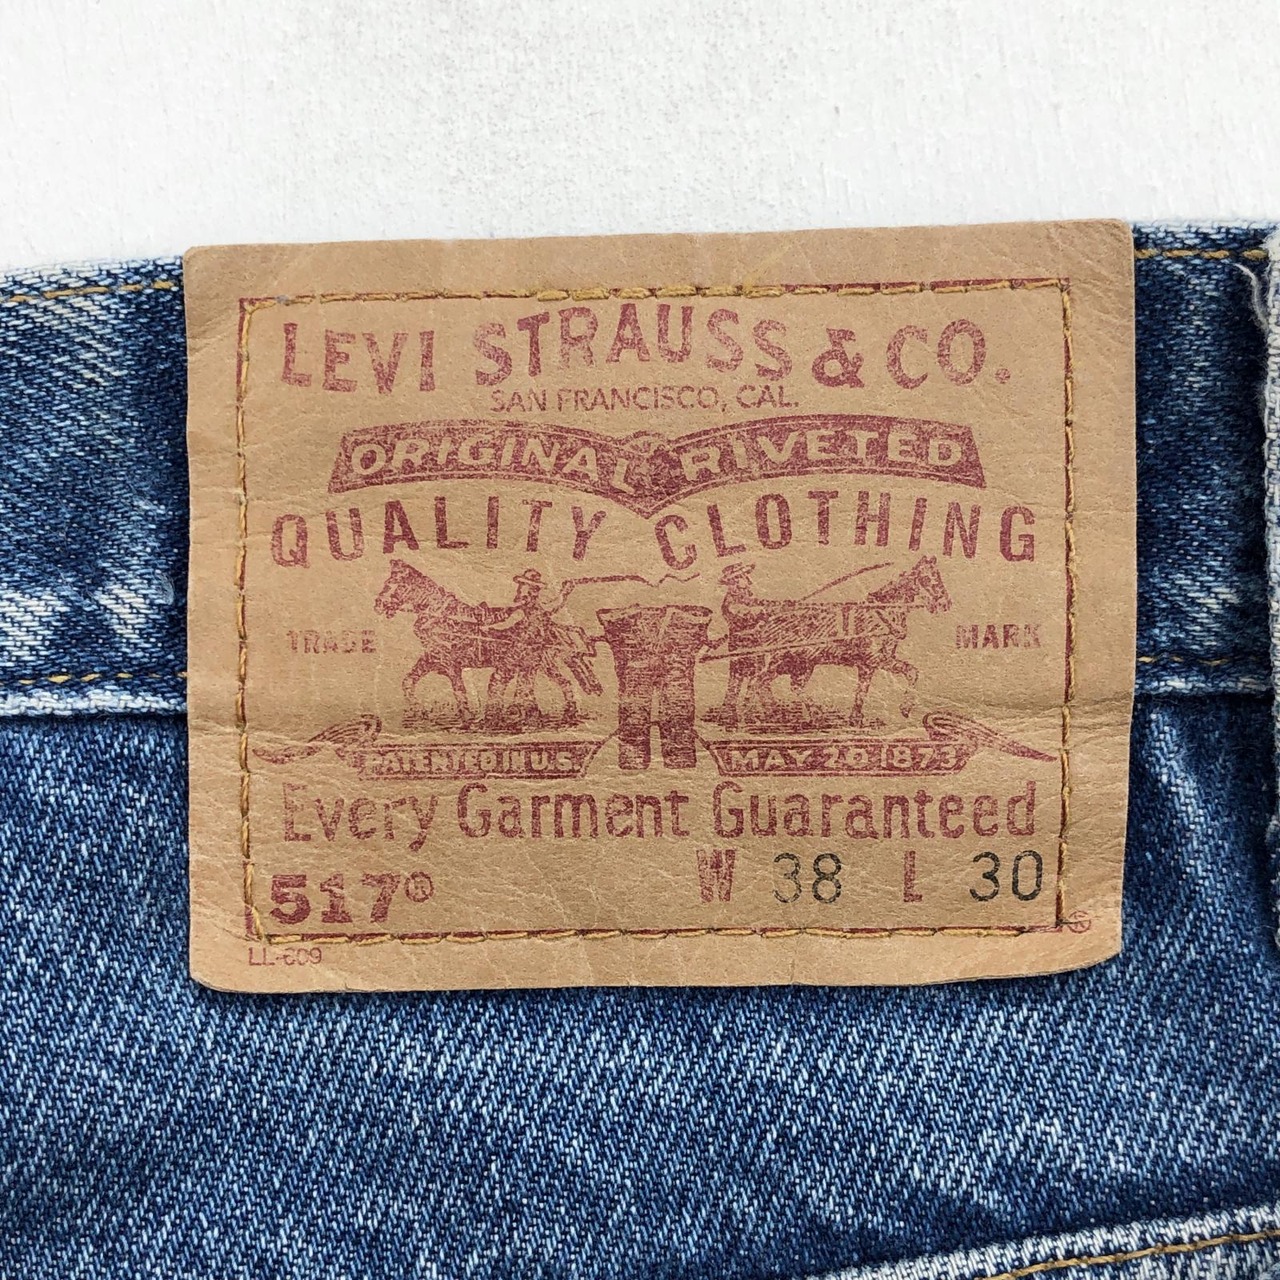 LEVI STRAUSS & CO.
SAN FRANCISCO, CAL.
ORIGINAL RIVETED
QUALITY CLOTHING
TRADE MARK
PATENTED IN U.S. MAY 20 1873
Every Garment Guaranteed
517® W 38 L 30
®
LL-609